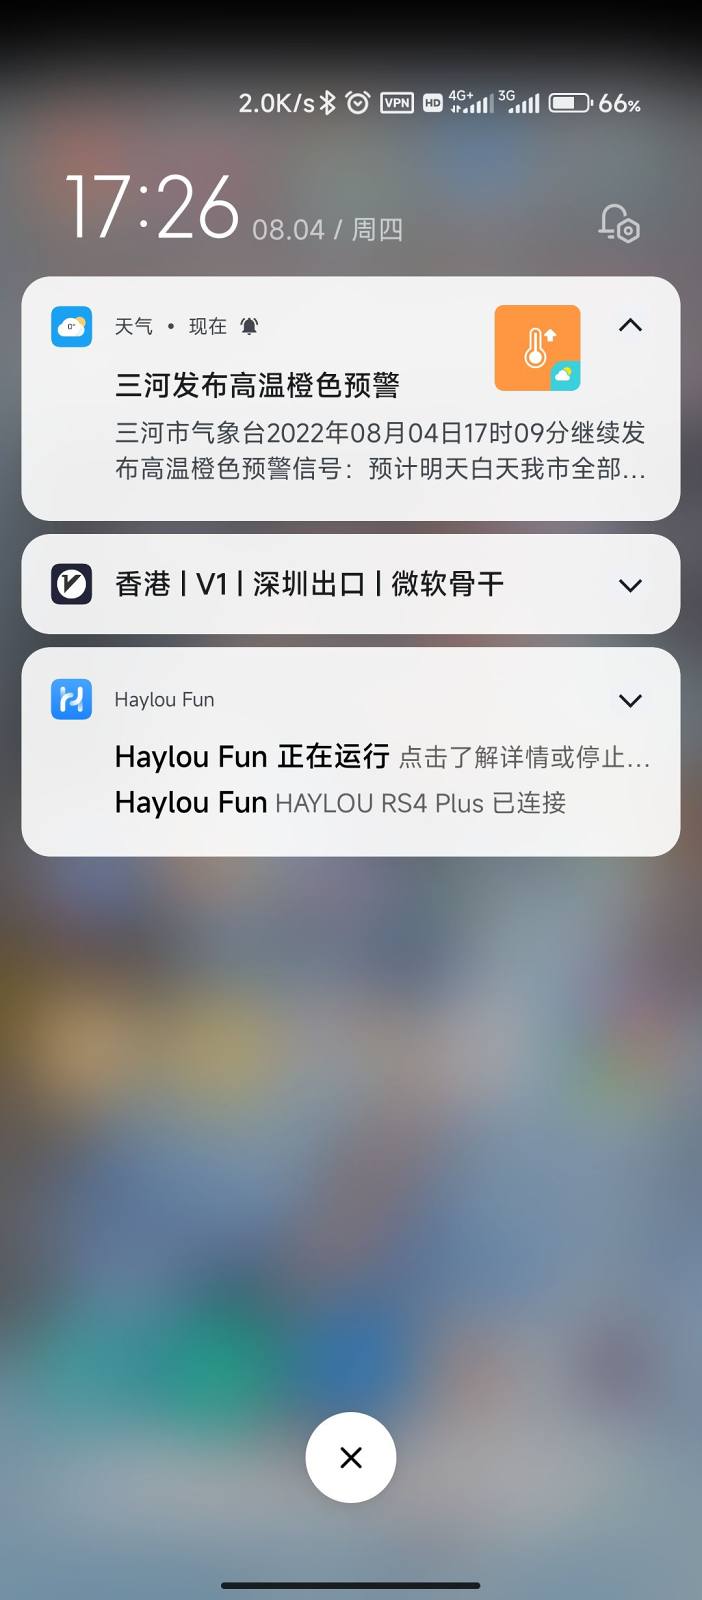 2.0K/s VPN HD 4G+ 3G 66%
17:26 08.04 / 周四
天气 • 现在
0°
三河发布高温橙色预警
三河市气象台2022年08月04日17时09分继续发
布高温橙色预警信号：预计明天白天我市全部...
香港 | V1 | 深圳出口 | 微软骨干
Haylou Fun
Haylou Fun 正在运行 点击了解详情或停止...
Haylou Fun HAYLOU RS4 Plus 已连接